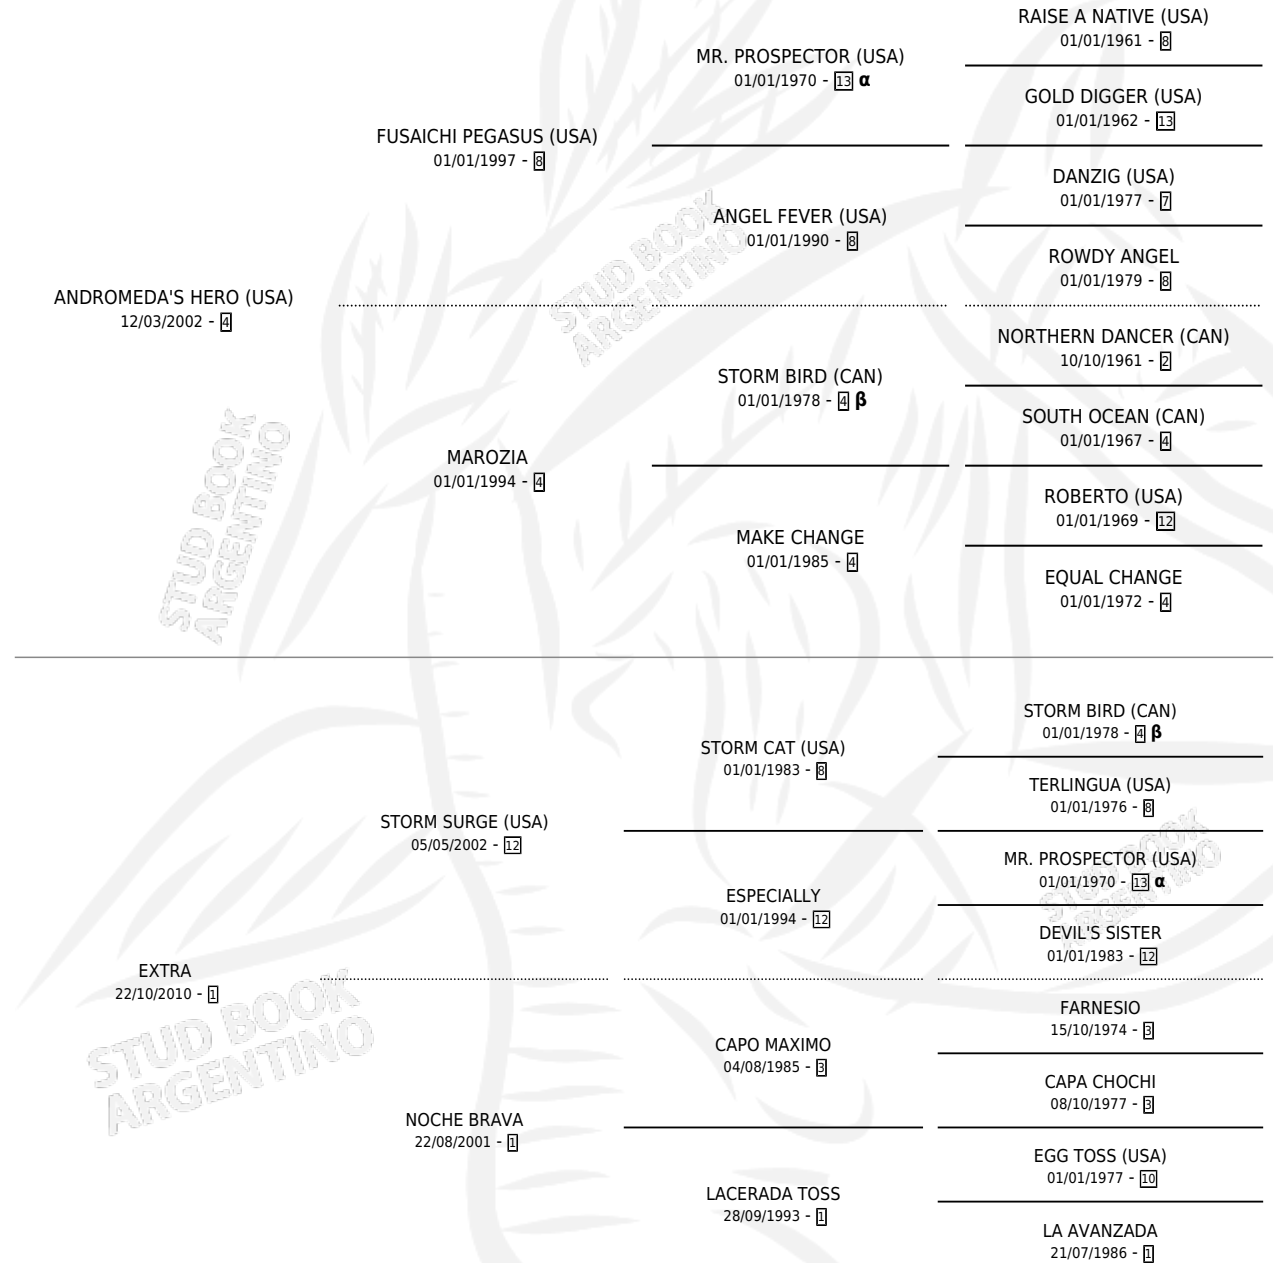 RAISE A NATIVE (USA)
01/01/1961 - 8
MR. PROSPECTOR (USA)
01/01/1970 - 13 α
GOLD DIGGER (USA)
01/01/1962 - 13
FUSAICHI PEGASUS (USA)
01/01/1997 - 8
DANZIG (USA)
01/01/1977 - 7
ANGEL FEVER (USA)
01/01/1990 - 8
ROWDY ANGEL
01/01/1979 - 8
ANDROMEDA'S HERO (USA)
12/03/2002 - 4
STUD BOOK
ARGENTINO
NORTHERN DANCER (CAN)
10/10/1961 - 2
STORM BIRD (CAN)
01/01/1978 - 4 β
SOUTH OCEAN (CAN)
01/01/1967 - 4
MAROZIA
01/01/1994 - 4
ROBERTO (USA)
01/01/1969 - 12
MAKE CHANGE
01/01/1985 - 4
EQUAL CHANGE
01/01/1972 - 4
STUD BOOK
ARGENTINO
STORM BIRD (CAN)
01/01/1978 - 4 β
STORM CAT (USA)
01/01/1983 - 8
TERLINGUA (USA)
01/01/1976 - 8
STORM SURGE (USA)
05/05/2002 - 12
MR. PROSPECTOR (USA)
01/01/1970 - 13 α
ESPECIALLY
01/01/1994 - 12
DEVIL'S SISTER
01/01/1983 - 12
STUD BOOK
ARGENTINO
EXTRA
22/10/2010 - 1
FARNESIO
15/10/1974 - 3
CAPO MAXIMO
04/08/1985 - 3
CAPA CHOCHI
08/10/1977 - 3
STUD BOOK
ARGENTINO
NOCHE BRAVA
22/08/2001 - 1
EGG TOSS (USA)
01/01/1977 - 10
LACERADA TOSS
28/09/1993 - 1
LA AVANZADA
21/07/1986 - 1